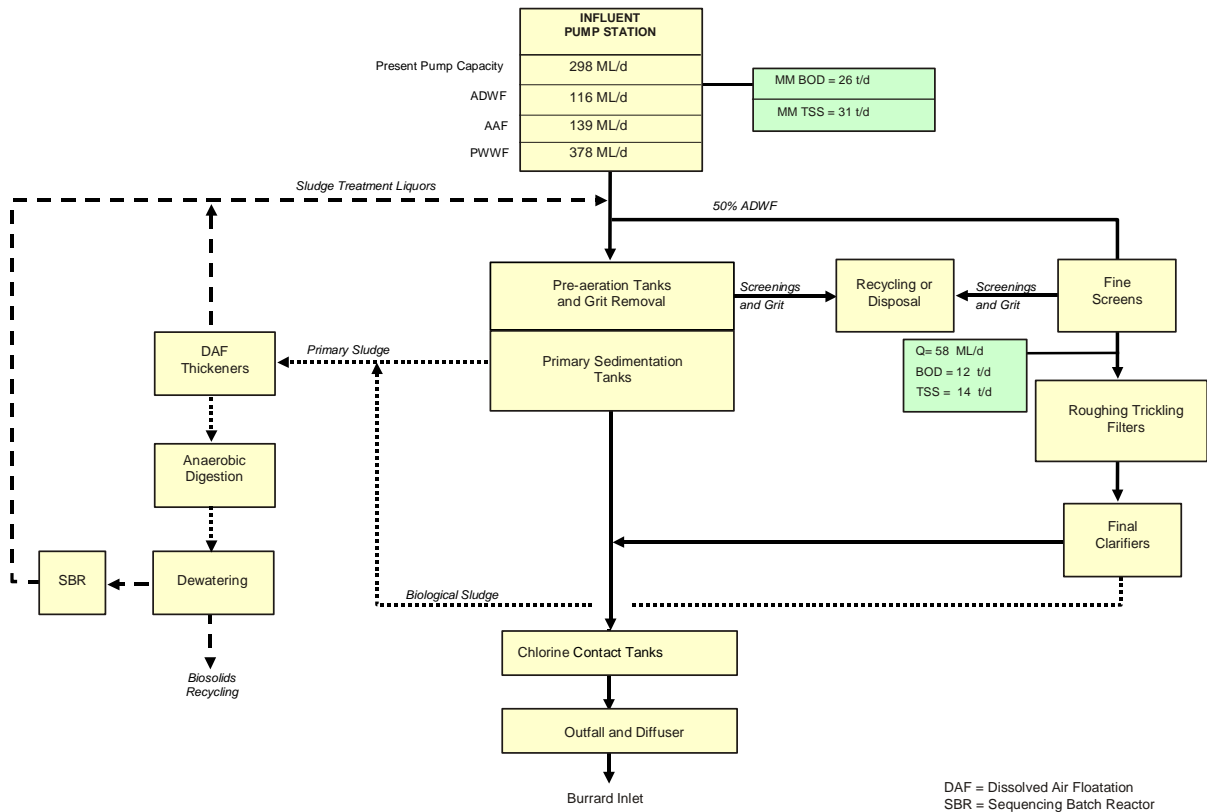 INFLUENT
PUMP STATION
Present Pump Capacity
298 ML/d
ADWF
116 ML/d
AAF
139 ML/d
PWWF
378 ML/d
MM BOD = 26 t/d
MM TSS = 31 t/d
Sludge Treatment Liquors
50% ADWF
Pre-aeration Tanks
and Grit Removal
Screenings
and Grit
Recycling or
Disposal
Screenings
and Grit
Fine
Screens
DAF
Thickeners
Primary Sludge
Primary Sedimentation
Tanks
Q= 58 ML/d
BOD = 12 t/d
TSS = 14 t/d
Roughing Trickling
Filters
Anaerobic
Digestion
Final
Clarifiers
SBR
Dewatering
Biological Sludge
Biosolids
Recycling
Chlorine Contact Tanks
Outfall and Diffuser
Burrard Inlet
DAF = Dissolved Air Floatation
SBR = Sequencing Batch Reactor